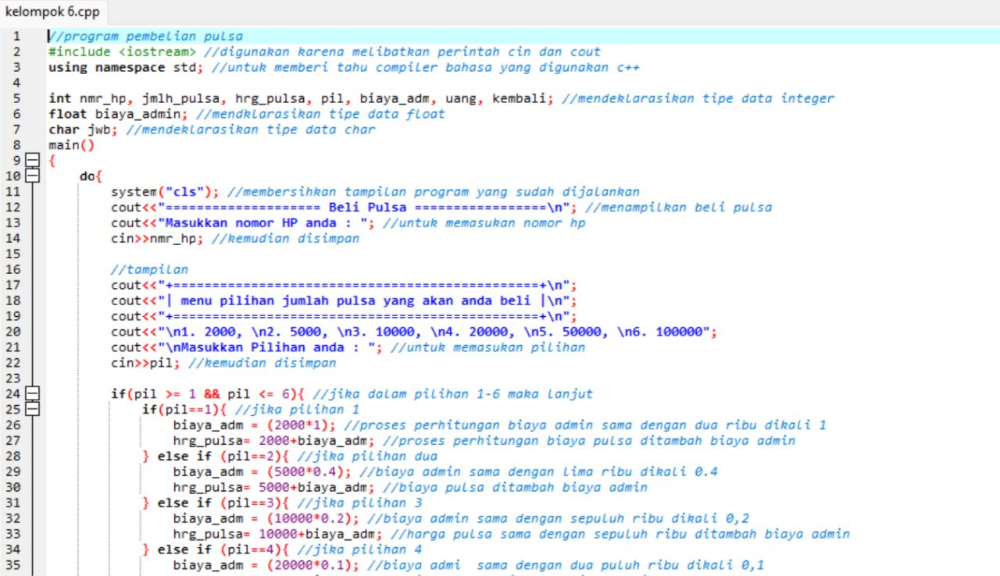 kelompok 6.cpp
1 //program pembelian pulsa
2 #include <iostream> //digunakan karena melibatkan perintah cin dan cout
3 using namespace std; //untuk memberi tahu compiler bahasa yang digunakan c++
4
5 int nmr_hp, jmlh_pulsa, hrg_pulsa, pil, biaya_adm, uang, kembali; //mendeklarasikan tipe data integer
6 float biaya_admin; //mendklarasikan tipe data float
7 char jwb; //mendeklarasikan tipe data char
8 main()
9 {
10 do{
11 system("cls"); //membersihkan tampilan program yang sudah dijalankan
12 cout<<"==================== Beli Pulsa =================\n"; //menampilkan beli pulsa
13 cout<<"Masukkan nomor HP anda : "; //untuk memasukan nomor hp
14 cin>>nmr_hp; //kemudian disimpan
15
16 //tampilan
17 cout<<"+===============================================+\n";
18 cout<<"| menu pilihan jumlah pulsa yang akan anda beli |\n";
19 cout<<"+===============================================+\n";
20 cout<<"\n1. 2000, \n2. 5000, \n3. 10000, \n4. 20000, \n5. 50000, \n6. 100000";
21 cout<<"\nMasukkan Pilihan anda : "; //untuk memasukan pilihan
22 cin>>pil; //kemudian disimpan
23
24 if(pil >= 1 && pil <= 6){ //jika dalam pilihan 1-6 maka lanjut
25 if(pil==1){ //jika pilihan 1
26 biaya_adm = (2000*1); //proses perhitungan biaya admin sama dengan dua ribu dikali 1
27 hrg_pulsa= 2000+biaya_adm; //proses perhitungan biaya pulsa ditambah biaya admin
28 } else if (pil==2){ //jika pilihan dua
29 biaya_adm = (5000*0.4); //biaya admin sama dengan lima ribu dikali 0.4
30 hrg_pulsa= 5000+biaya_adm; //biaya pulsa ditambah biaya admin
31 } else if (pil==3){ //jika pilihan 3
32 biaya_adm = (10000*0.2); //biaya admin sama dengan sepuluh ribu dikali 0,2
33 hrg_pulsa= 10000+biaya_adm; //harga pulsa sama dengan sepuluh ribu ditambah biaya admin
34 } else if (pil==4){ //jika pilihan 4
35 biaya_adm = (20000*0.1); //biaya admi  sama dengan dua puluh ribu dikali 0,1